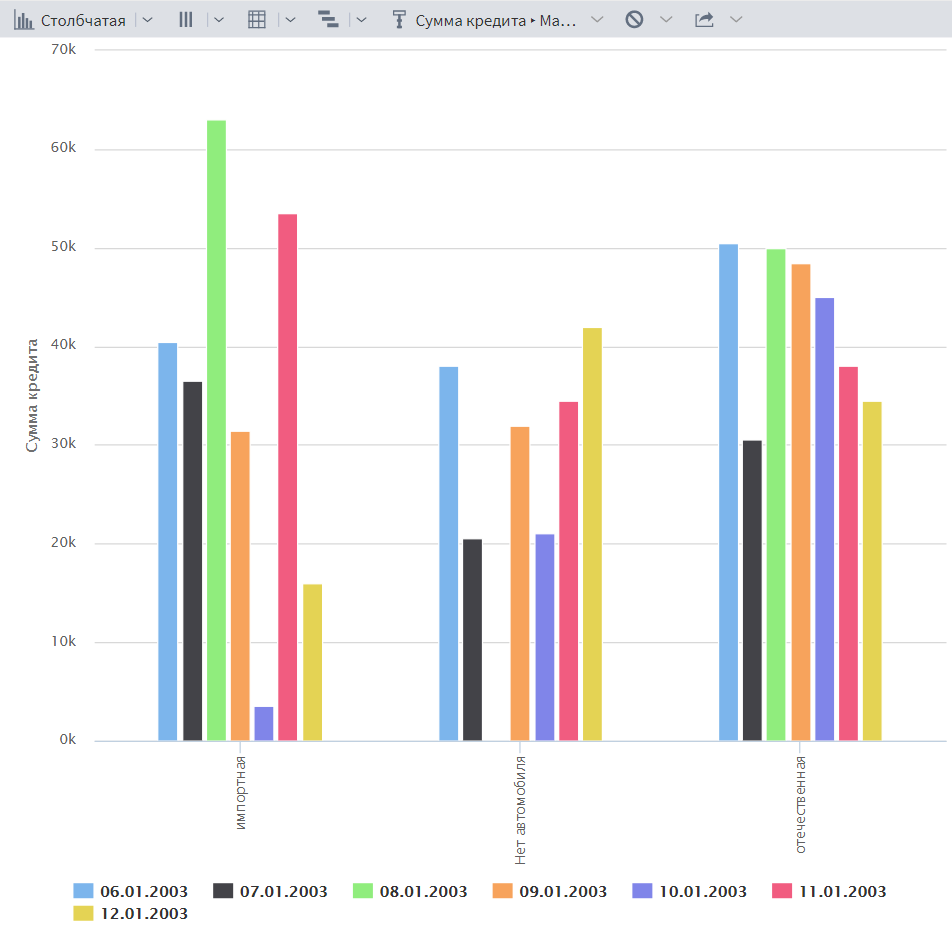 Столбчатая
Сумма кредита ▸ Ма...
70k
60k
50k
40k
30k
20k
10k
0k
Сумма кредита
импортная
Нет автомобиля
отечественная
06.01.2003 07.01.2003 08.01.2003 09.01.2003 10.01.2003 11.01.2003
12.01.2003